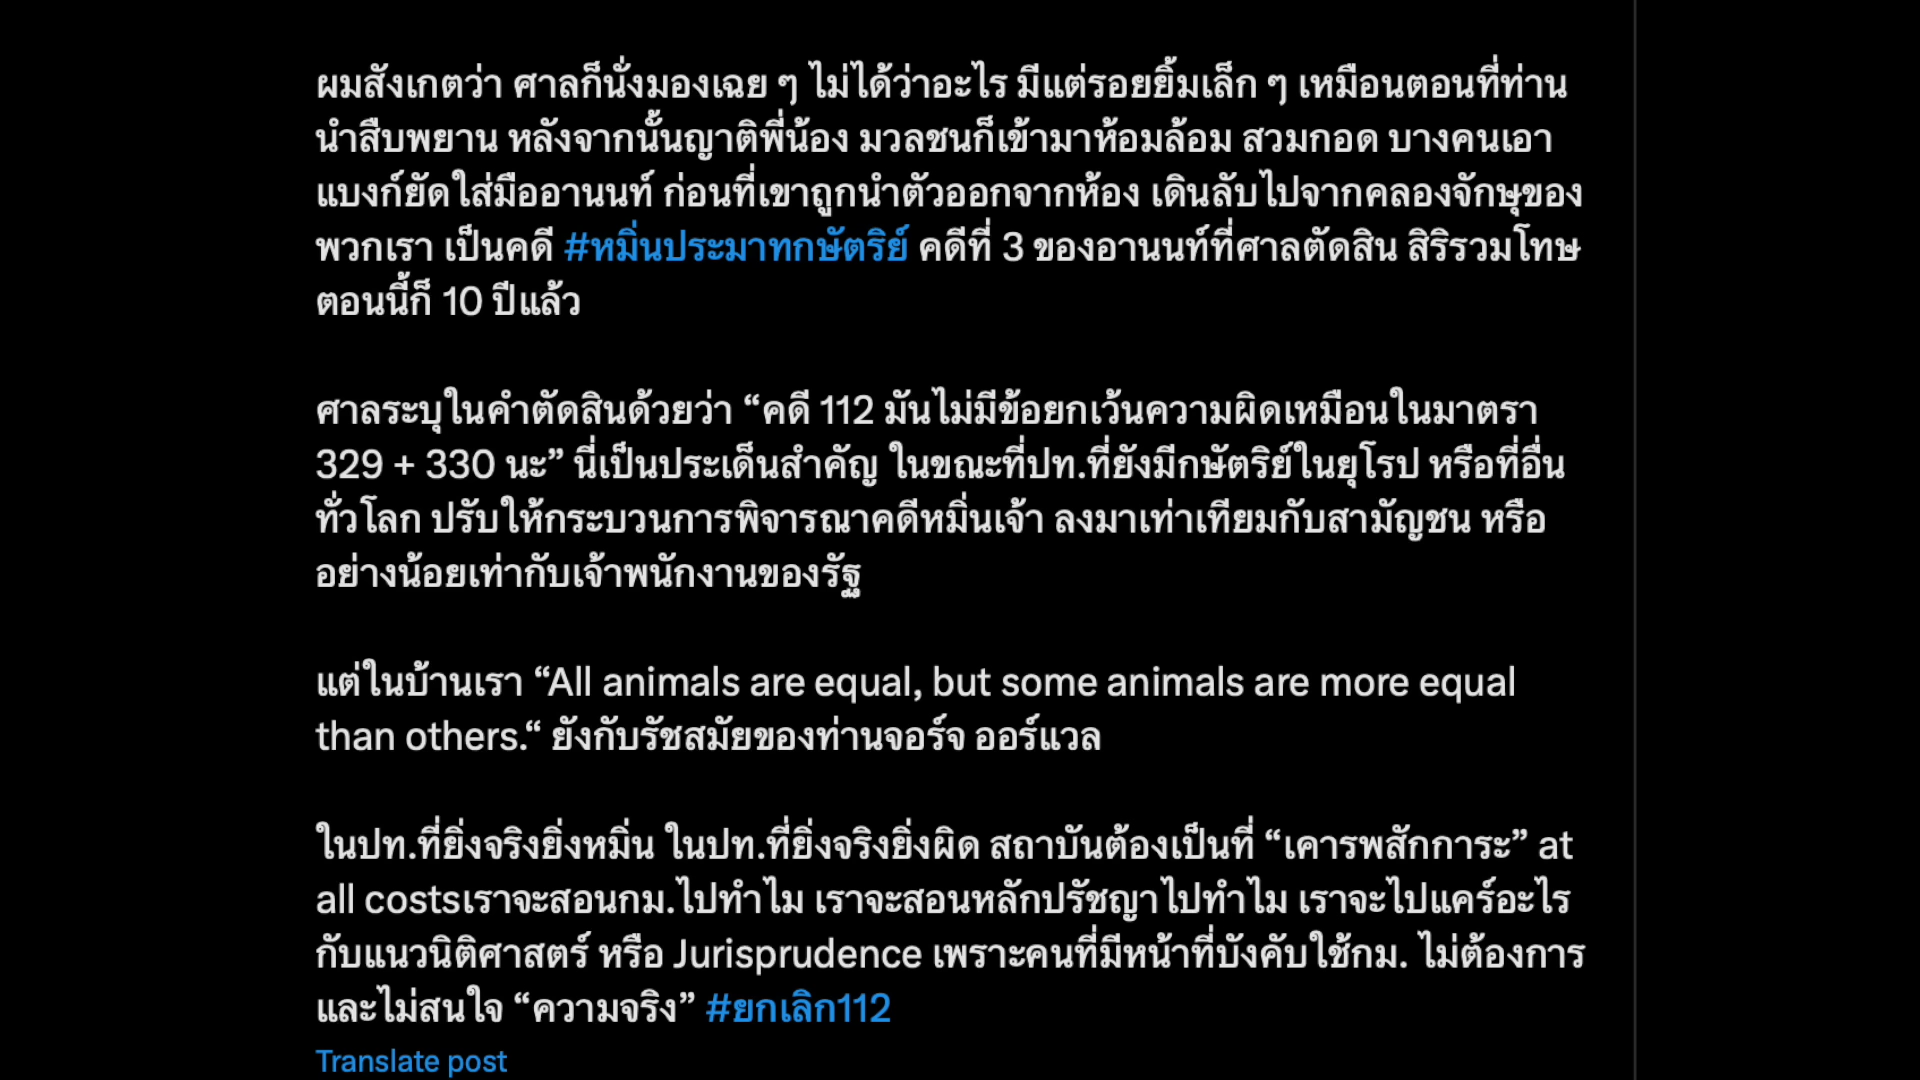 ผมสังเกตว่า ศาลก็นั่งมองเฉย ๆ ไม่ได้ว่าอะไร มีแต่รอยยิ้มเล็ก ๆ เหมือนตอนที่ท่าน
นำสืบพยาน หลังจากนั้นญาติพี่น้อง มวลชนก็เข้ามาห้อมล้อม สวมกอด บางคนเอา
แบงก์ยัดใส่มืออานนท์ ก่อนที่เขาถูกนำตัวออกจากห้อง เดินลับไปจากคลองจักษุของ
พวกเรา เป็นคดี #หมิ่นประมาทกษัตริย์ คดีที่ 3 ของอานนท์ที่ศาลตัดสิน สิริรวมโทษ
ตอนนี้ก็ 10 ปีแล้ว
ศาลระบุในคำตัดสินด้วยว่า “คดี 112 มันไม่มีข้อยกเว้นความผิดเหมือนในมาตรา
329 + 330 นะ” นี่เป็นประเด็นสำคัญ ในขณะที่ปท.ที่ยังมีกษัตริย์ในยุโรป หรือที่อื่น
ทั่วโลก ปรับให้กระบวนการพิจารณาคดีหมิ่นเจ้า ลงมาเท่าเทียมกับสามัญชน หรือ
อย่างน้อยเท่ากับเจ้าพนักงานของรัฐ
แต่ในบ้านเรา “All animals are equal, but some animals are more equal
than others.“ ยังกับรัชสมัยของท่านจอร์จ ออร์แวล
ในปท.ที่ยิ่งจริงยิ่งหมิ่น ในปท.ที่ยิ่งจริงยิ่งผิด สถาบันต้องเป็นที่ “เคารพสักการะ” at
all costsเราจะสอนกม.ไปทำไม เราจะสอนหลักปรัชญาไปทำไม เราจะไปแคร์อะไร
กับแนวนิติศาสตร์ หรือ Jurisprudence เพราะคนที่มีหน้าที่บังคับใช้กม. ไม่ต้องการ
และไม่สนใจ “ความจริง” #ยกเลิก112
Translate post